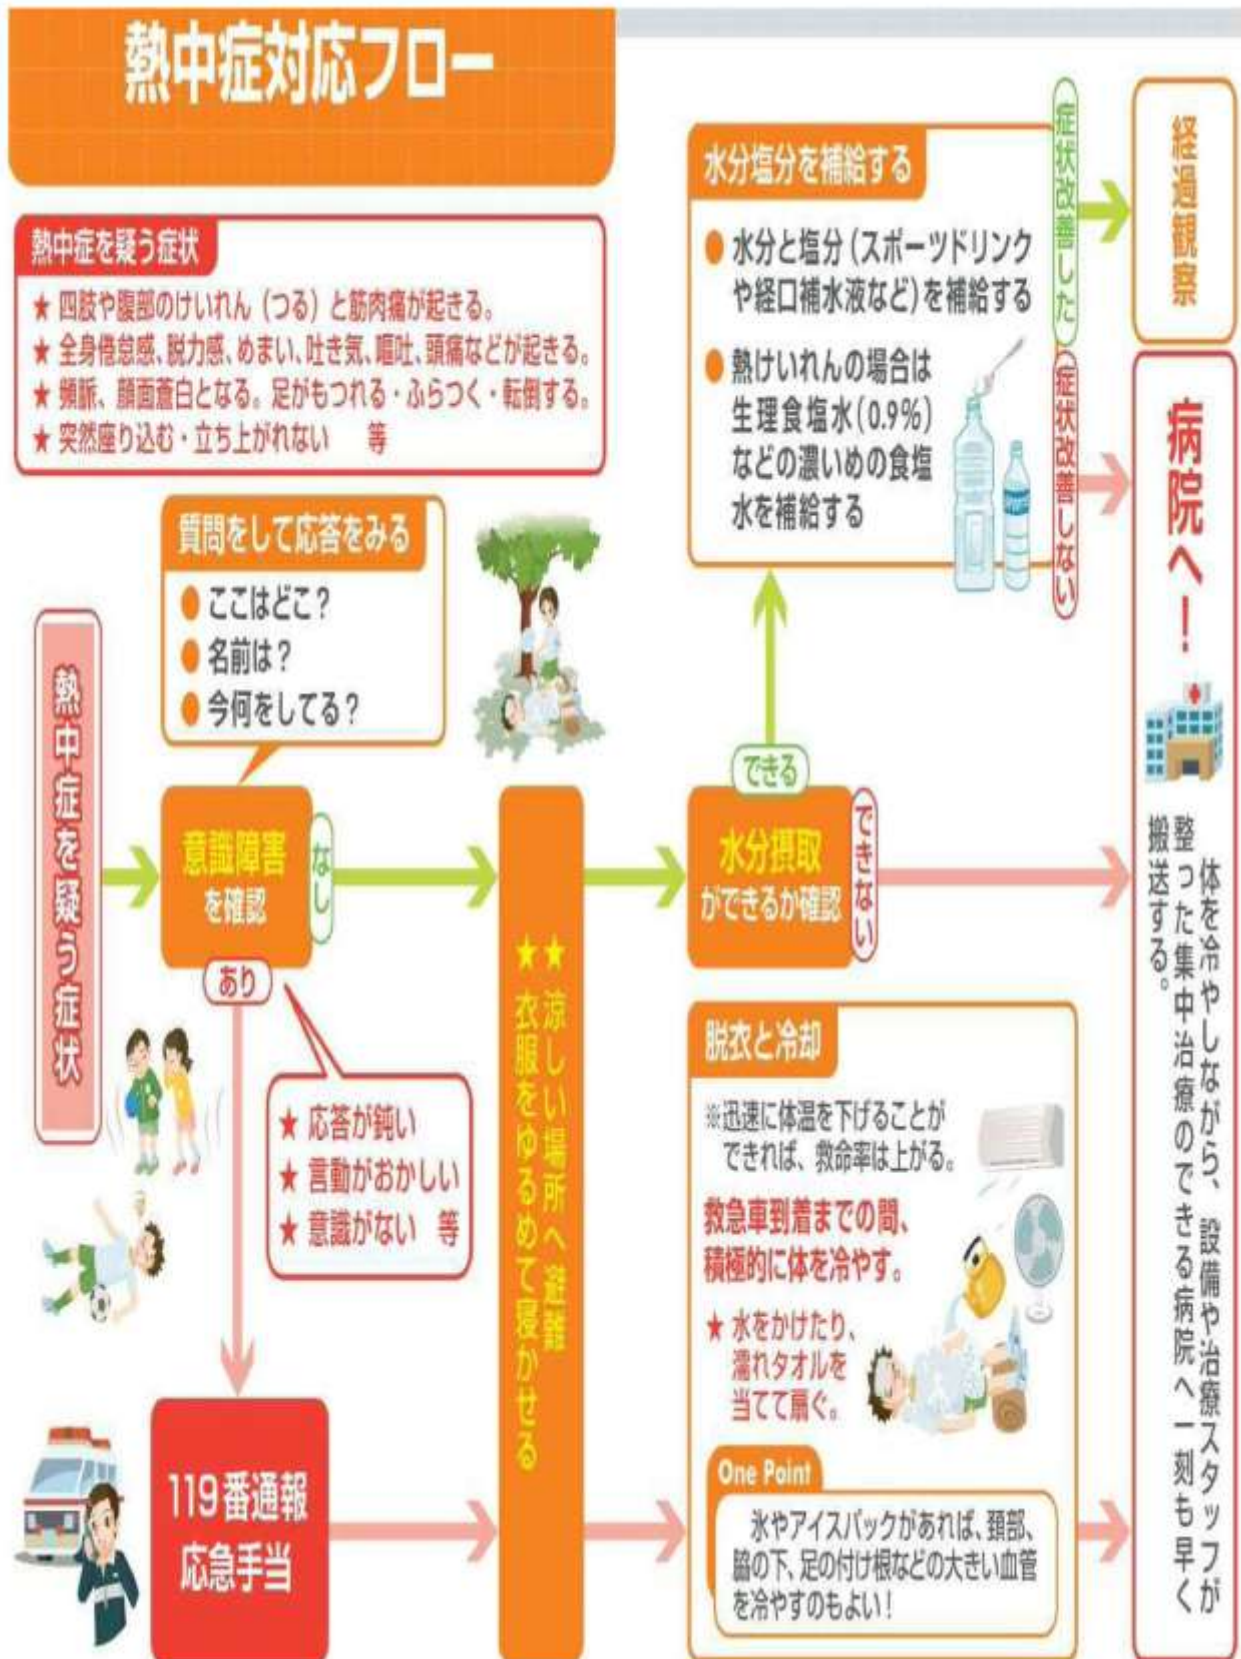 熱中症対応フロー
熱中症を疑う症状
★ 四肢や腹部のけいれん（つる）と筋肉痛が起きる。
★ 全身倦怠感、脱力感、めまい、吐き気、嘔吐、頭痛などが起きる。
★ 頻脈、顔面蒼白となる。足がもつれる・ふらつく・転倒する。
★ 突然座り込む・立ち上がれない 等
質問をして応答をみる
● ここはどこ？
● 名前は？
● 今何をしてる？
熱中症を疑う症状
意識障害
を確認
なし
あり
★ 応答が鈍い
★ 言動がおかしい
★ 意識がない 等
119番通報
応急手当
★ 涼しい場所へ避難
★ 衣服をゆるめて寝かせる
水分摂取
ができるか確認
できる
できない
水分塩分を補給する
● 水分と塩分（スポーツドリンク
や経口補水液など）を補給する
● 熱けいれんの場合は
生理食塩水（0.9%）
などの濃いめの食塩
水を補給する
症状改善した
症状改善しない
経過観察
脱衣と冷却
※迅速に体温を下げることが
できれば、救命率は上がる。
救急車到着までの間、
積極的に体を冷やす。
★ 水をかけたり、
濡れタオルを
当てて扇ぐ。
One Point
氷やアイスパックがあれば、頚部、
脇の下、足の付け根などの大きい血管
を冷やすのもよい！
病院へ！
体を冷やしながら、設備や治療スタッフが
整った集中治療のできる病院へ一刻も早く
搬送する。